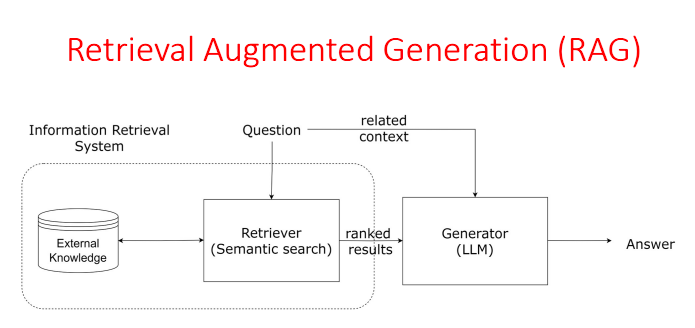 Retrieval Augmented Generation (RAG)
Information Retrieval
System
Question
related
context
External
Knowledge
Retriever
(Semantic search)
ranked
results
Generator
(LLM)
Answer